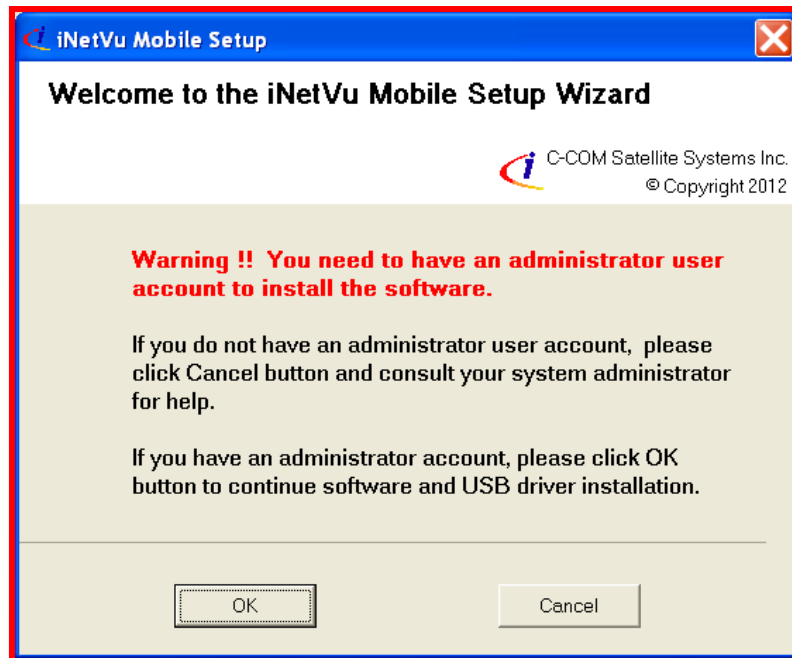 iNetVu Mobile Setup
Welcome to the iNetVu Mobile Setup Wizard
C-COM Satellite Systems Inc.
© Copyright 2012
Warning !! You need to have an administrator user
account to install the software.
If you do not have an administrator user account, please
click Cancel button and consult your system administrator
for help.
If you have an administrator account, please click OK
button to continue software and USB driver installation.
OK
Cancel